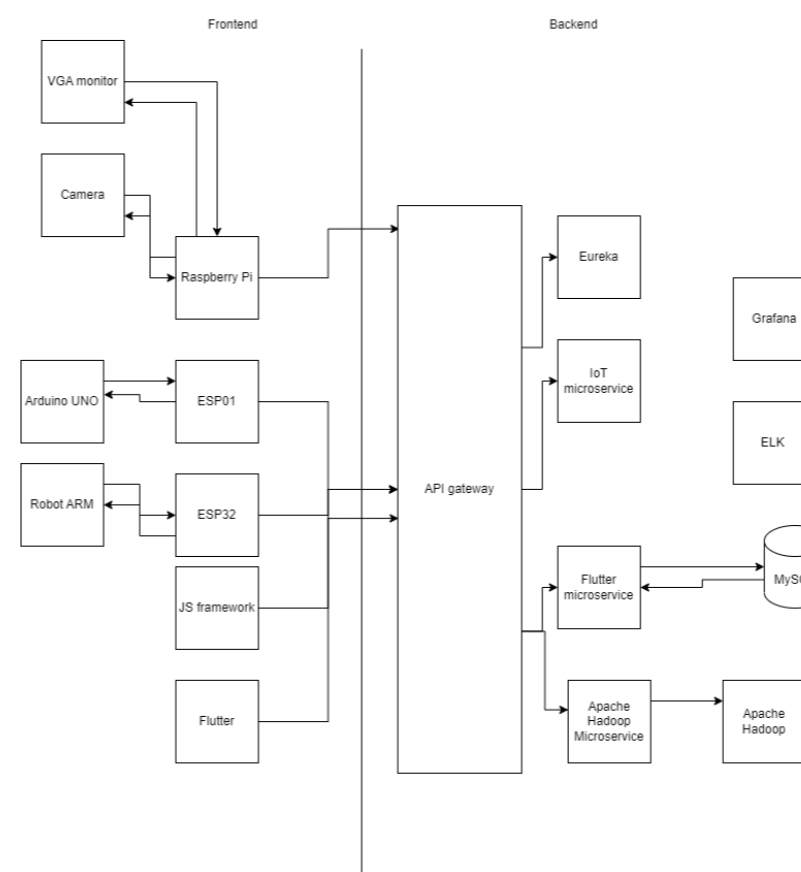 Frontend
Backend
VGA monitor
Camera
Raspberry Pi
Arduino UNO
ESP01
Robot ARM
ESP32
JS framework
Flutter
API gateway
Eureka
IoT
microservice
Flutter
microservice
Apache
Hadoop
Microservice
Grafana
ELK
Apache
Hadoop